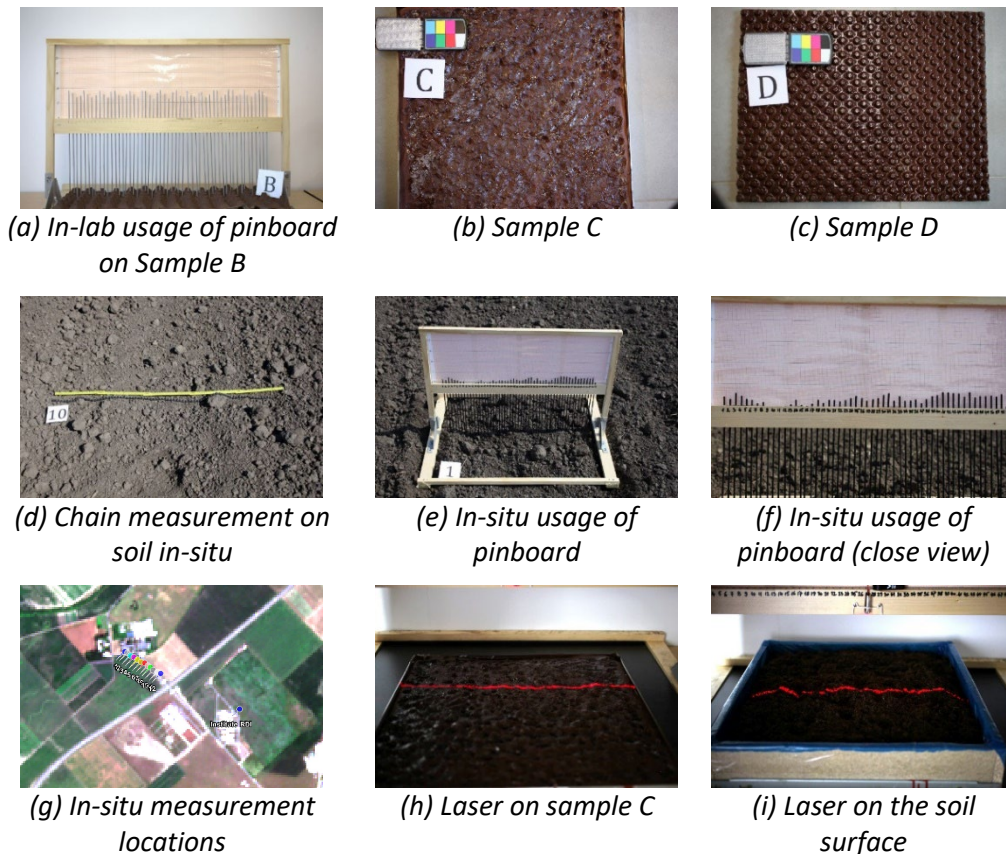 B
C
D
(a) In-lab usage of pinboard
on Sample B
(b) Sample C
(c) Sample D
10
1
(d) Chain measurement on
soil in-situ
(e) In-situ usage of
pinboard
(f) In-situ usage of
pinboard (close view)
Institute RDI
(g) In-situ measurement
locations
(h) Laser on sample C
(i) Laser on the soil
surface